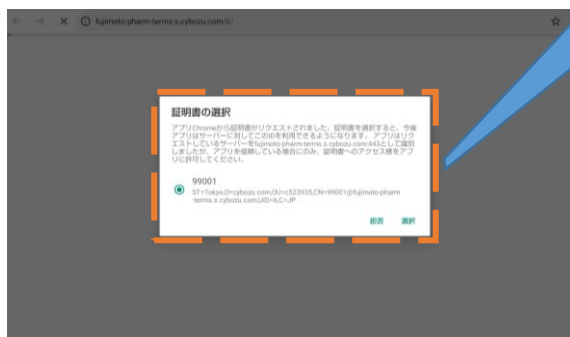 fujimoto-pharm-terms.s.cybozu.com/k/
証明書の選択
アプリChromeから証明書がリクエストされました。証明書を選択すると、今後
アプリはサーバーに対してこのIDを利用できるようになります。アプリはリク
エストしているサーバーをfujimoto-pharm-terms.s.cybozu.com:443として識別
しましたが、アプリを信頼している場合にのみ、証明書へのアクセス権をアプ
リに許可してください。
99001
ST=Tokyo,O=cybozu.com,OU=c523935,CN=99001@fujimoto-pharm
-terms.s.cybozu.com,UID=6,C=JP
拒否 選択